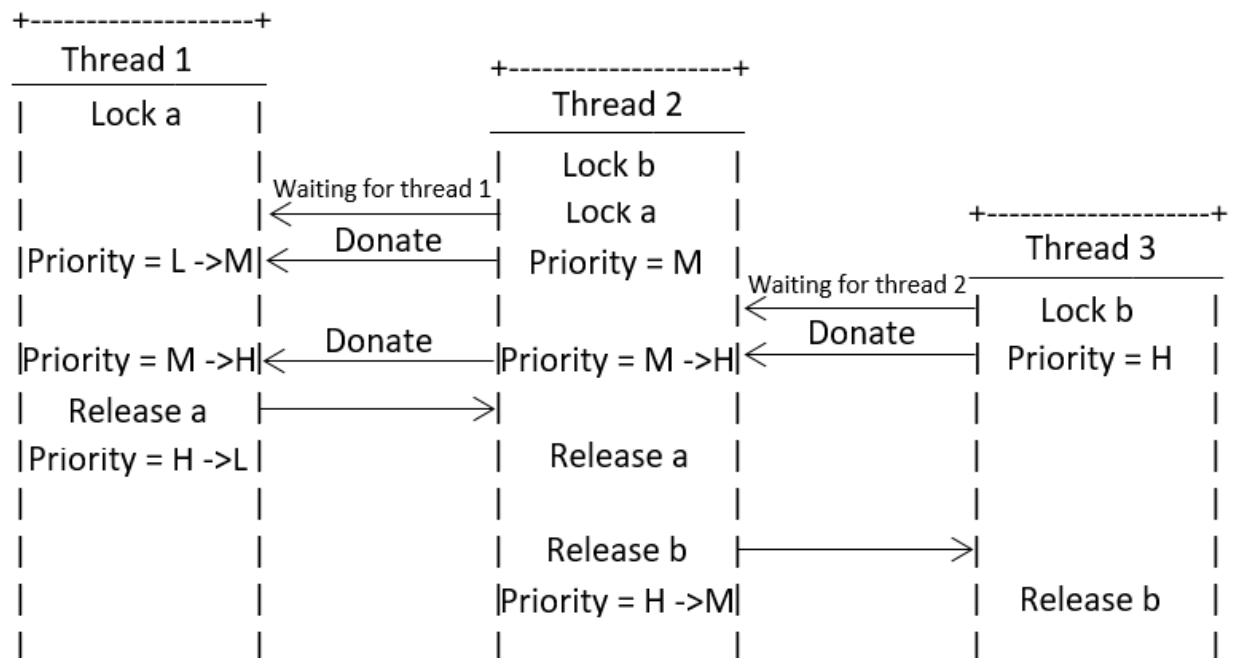 Thread 1
Lock a
Thread 2
Lock b
Waiting for thread 1
Lock a
Donate
Priority = L ->M
Priority = M
Thread 3
Waiting for thread 2
Lock b
Donate
Donate
Priority = M ->H
Priority = M ->H
Priority = H
Release a
Priority = H ->L
Release a
Release b
Priority = H ->M
Release b